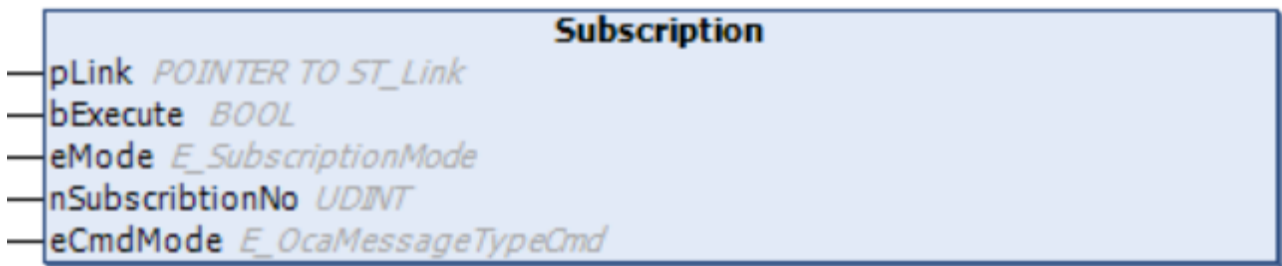 Subscription
pLink POINTER TO ST_Link
bExecute BOOL
eMode E_SubscriptionMode
nSubscribtionNo UDINT
eCmdMode E_OcaMessageTypeCmd